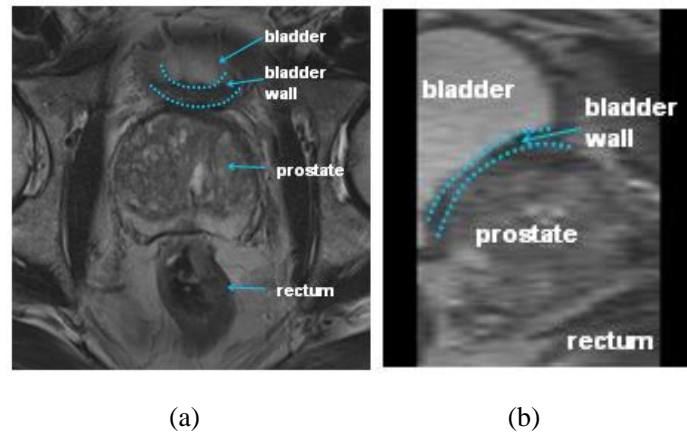 bladder
bladder
wall
prostate
rectum
bladder
bladder
wall
prostate
rectum
(a)
(b)